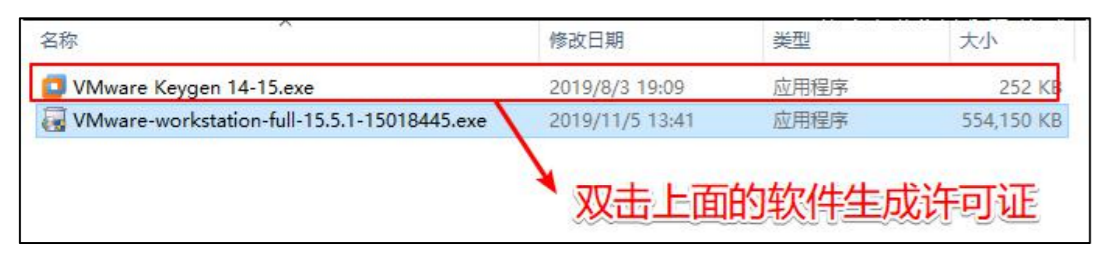 名称 修改日期 类型 大小
VMware Keygen 14-15.exe 2019/8/3 19:09 应用程序 252 KB
VMware-workstation-full-15.5.1-15018445.exe 2019/11/5 13:41 应用程序 554,150 KB
双击上面的软件生成许可证